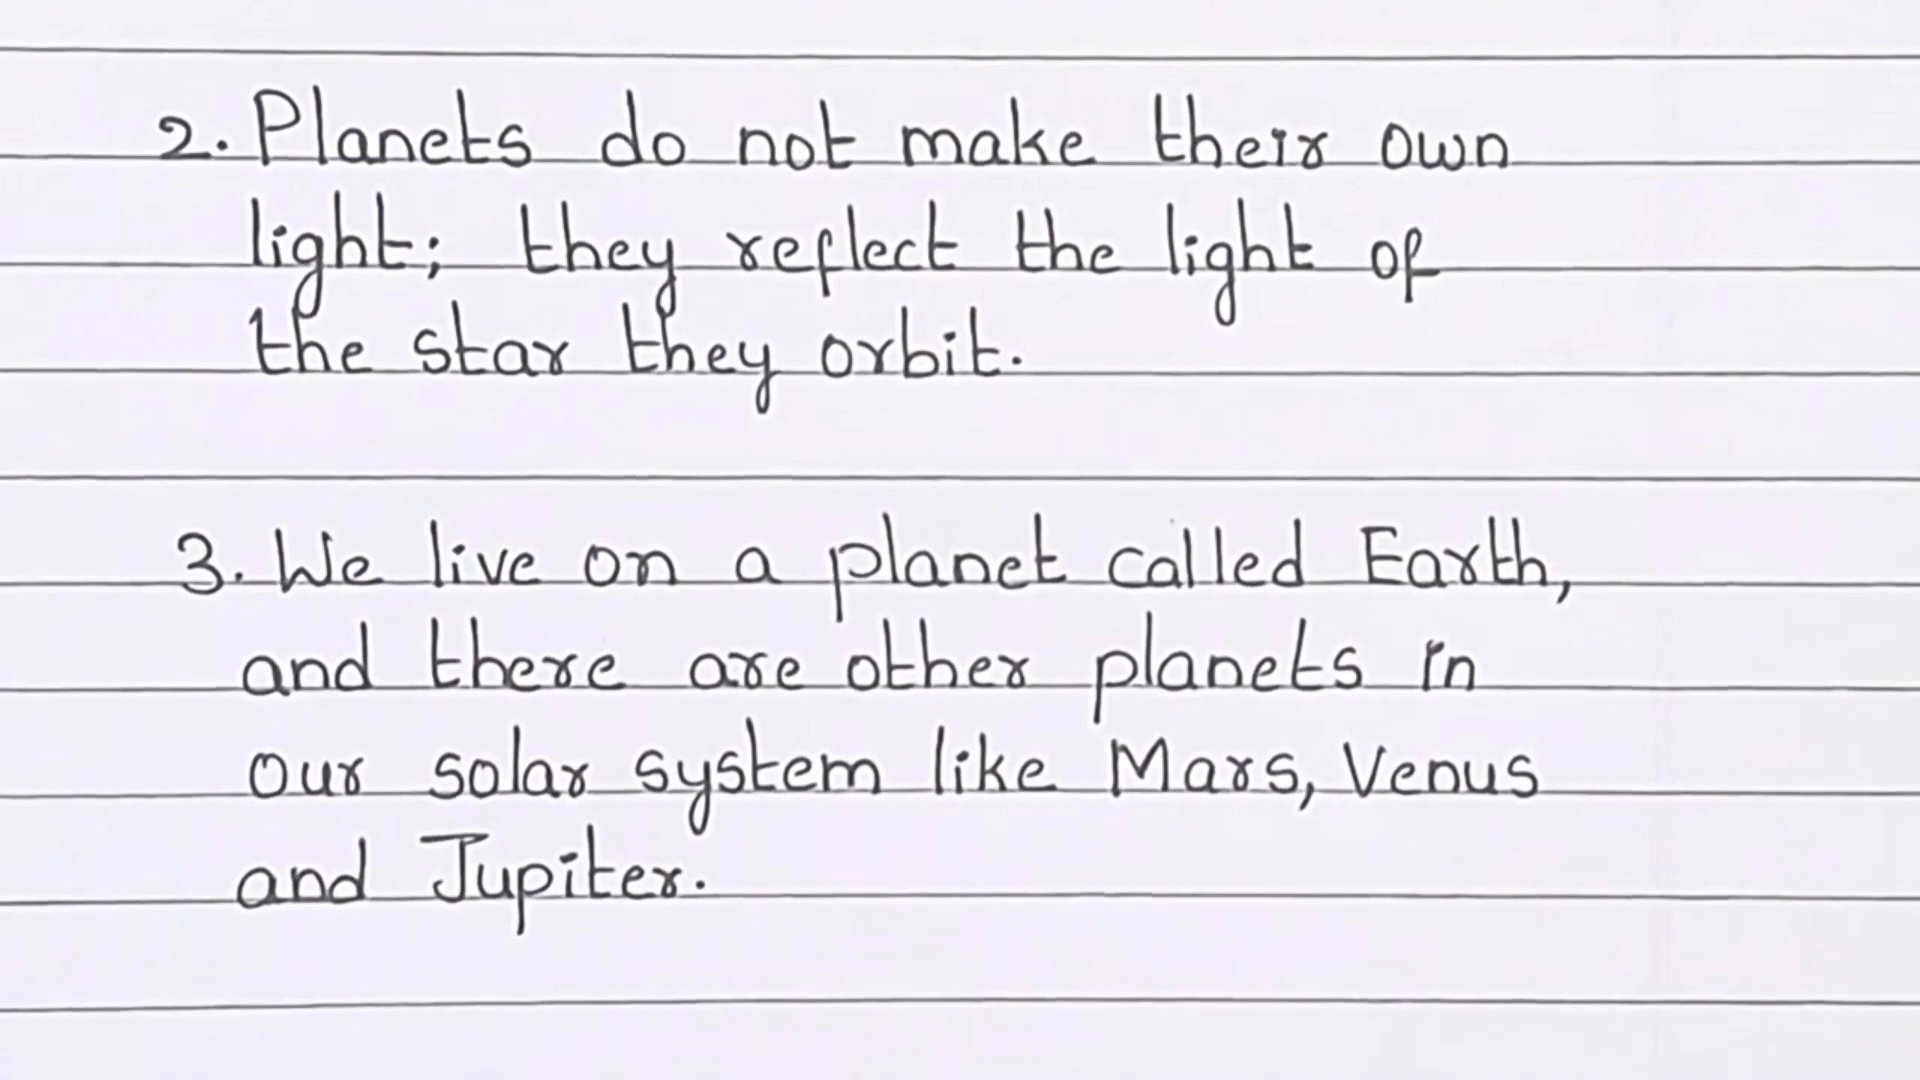 2. Planets do not make their own
light; they reflect the light of
the star they orbit.
3. We live on a planet called Earth,
and there are other planets in
our solar system like Mars, Venus
and Jupiter.